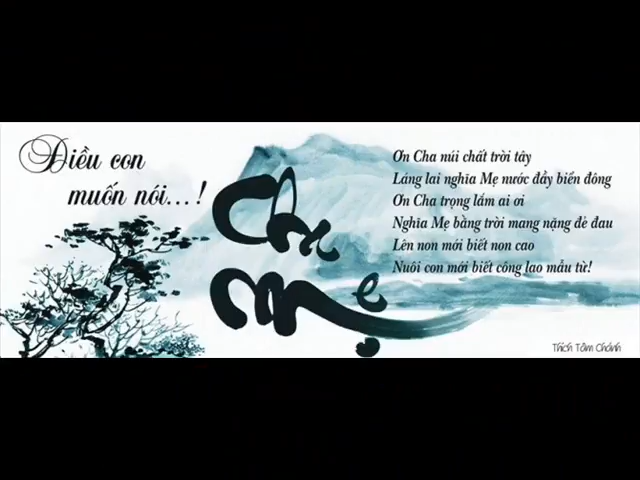 Điều con
muốn nói...!
Cha
Mẹ
Ơn Cha núi chất trời tây
Láng lai nghĩa Mẹ nước đầy biển đông
Ơn Cha trọng lắm ai ơi
Nghĩa Mẹ bằng trời mang nặng đẻ đau
Lên non mới biết non cao
Nuôi con mới biết công lao mẫu từ!
Thích Tâm Chánh